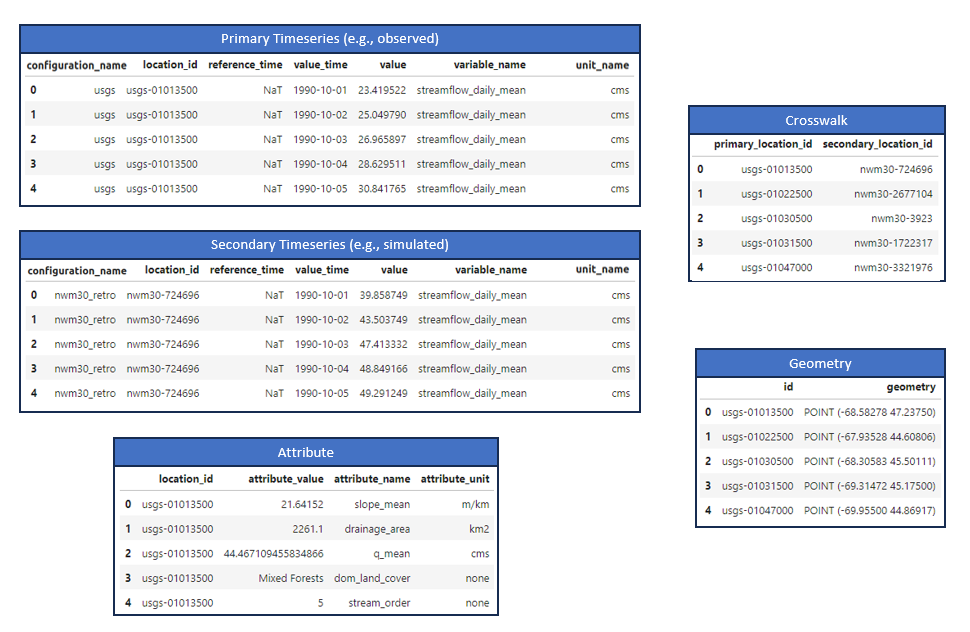 Primary Timeseries (e.g., observed)
configuration_name location_id reference_time value_time value variable_name unit_name
0 usgs usgs-01013500 NaT 1990-10-01 23.419522 streamflow_daily_mean cms
1 usgs usgs-01013500 NaT 1990-10-02 25.049790 streamflow_daily_mean cms
2 usgs usgs-01013500 NaT 1990-10-03 26.965897 streamflow_daily_mean cms
3 usgs usgs-01013500 NaT 1990-10-04 28.629511 streamflow_daily_mean cms
4 usgs usgs-01013500 NaT 1990-10-05 30.841765 streamflow_daily_mean cms
Crosswalk
primary_location_id secondary_location_id
0 usgs-01013500 nwm30-724696
1 usgs-01022500 nwm30-2677104
2 usgs-01030500 nwm30-3923
3 usgs-01031500 nwm30-1722317
4 usgs-01047000 nwm30-3321976
Secondary Timeseries (e.g., simulated)
configuration_name location_id reference_time value_time value variable_name unit_name
0 nwm30_retro nwm30-724696 NaT 1990-10-01 39.858749 streamflow_daily_mean cms
1 nwm30_retro nwm30-724696 NaT 1990-10-02 43.503749 streamflow_daily_mean cms
2 nwm30_retro nwm30-724696 NaT 1990-10-03 47.413332 streamflow_daily_mean cms
3 nwm30_retro nwm30-724696 NaT 1990-10-04 48.849166 streamflow_daily_mean cms
4 nwm30_retro nwm30-724696 NaT 1990-10-05 49.291249 streamflow_daily_mean cms
Geometry
id geometry
0 usgs-01013500 POINT (-68.58278 47.23750)
1 usgs-01022500 POINT (-67.93528 44.60806)
2 usgs-01030500 POINT (-68.30583 45.50111)
3 usgs-01031500 POINT (-69.31472 45.17500)
4 usgs-01047000 POINT (-69.95500 44.86917)
Attribute
location_id attribute_value attribute_name attribute_unit
0 usgs-01013500 21.64152 slope_mean m/km
1 usgs-01013500 2261.1 drainage_area km2
2 usgs-01013500 44.467109455834866 q_mean cms
3 usgs-01013500 Mixed Forests dom_land_cover none
4 usgs-01013500 5 stream_order none